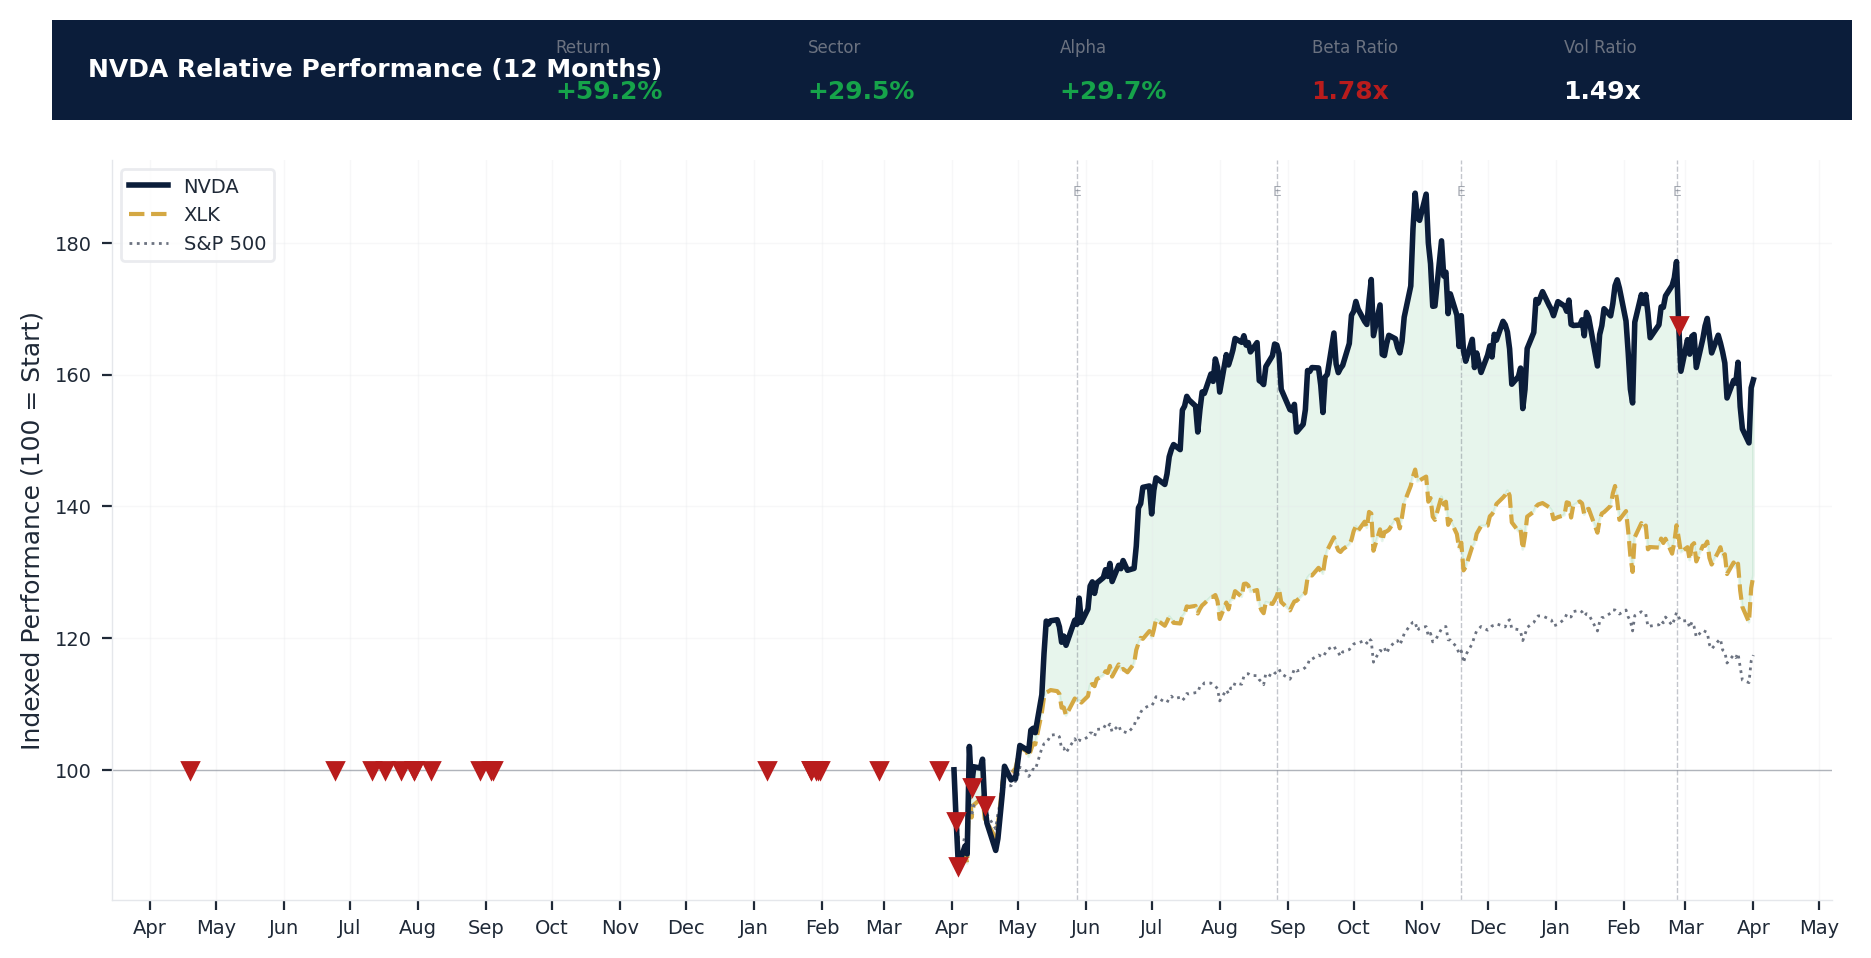 NVDA Relative Performance (12 Months)
Return
+59.2%
Sector
+29.5%
Alpha
+29.7%
Beta Ratio
1.78x
Vol Ratio
1.49x
NVDA
XLK
S&P 500
E E E E
Indexed Performance (100 = Start)
180
160
140
120
100
Apr May Jun Jul Aug Sep Oct Nov Dec Jan Feb Mar Apr May Jun Jul Aug Sep Oct Nov Dec Jan Feb Mar Apr May